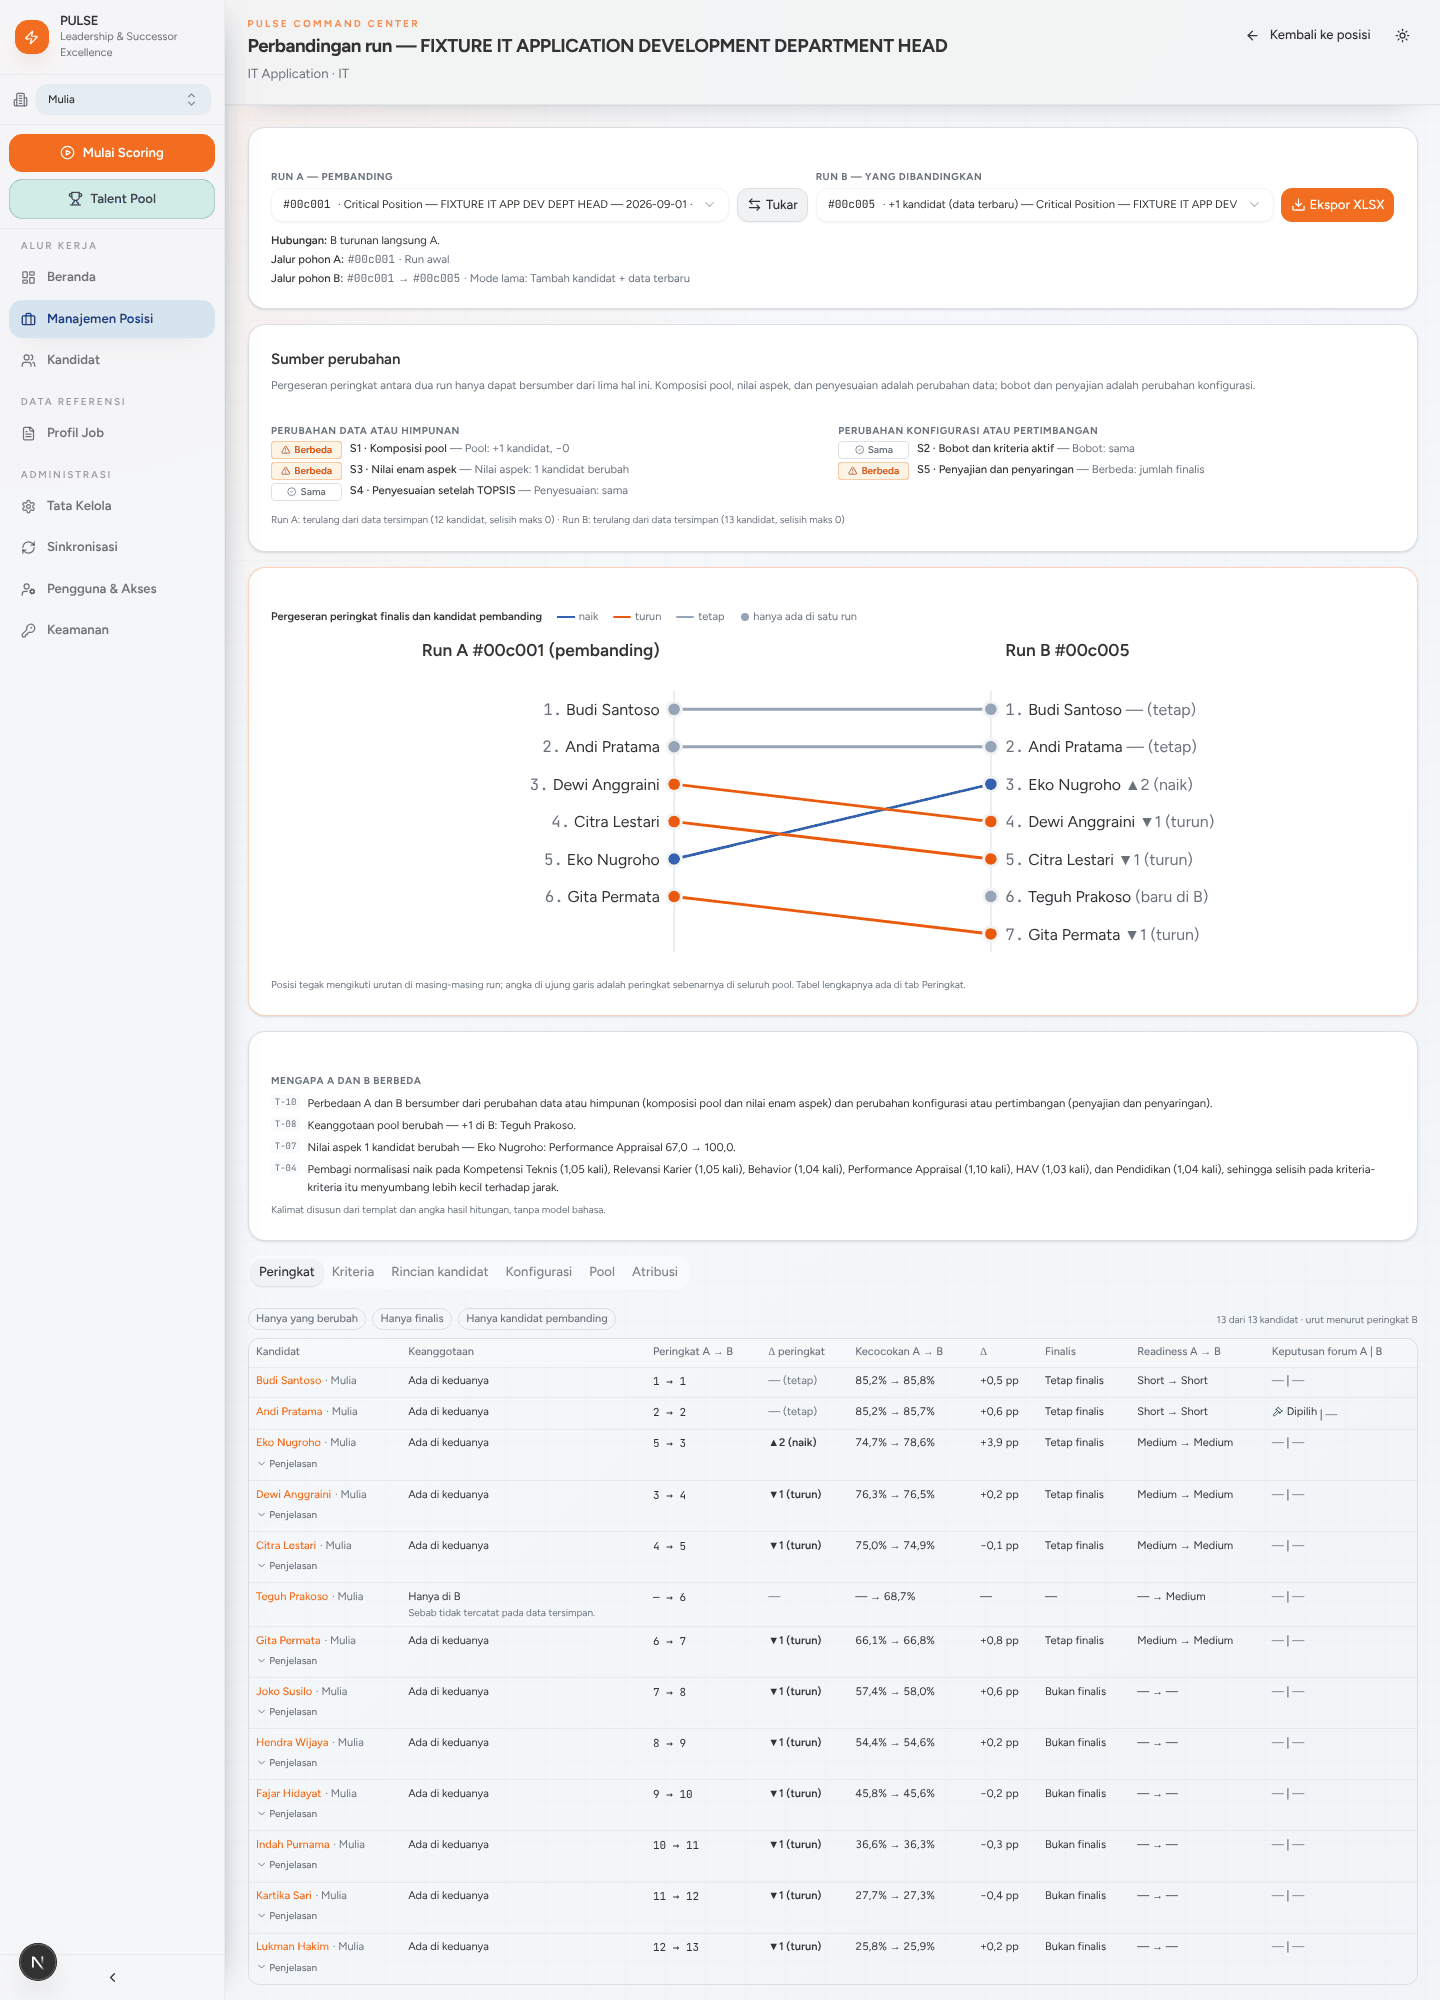 PULSE
Leadership & Successor
Excellence
Mulia
Mulai Scoring
Talent Pool
ALUR KERJA
Beranda
Manajemen Posisi
Kandidat
DATA REFERENSI
Profil Job
ADMINISTRASI
Tata Kelola
Sinkronisasi
Pengguna & Akses
Keamanan
N
PULSE COMMAND CENTER
Perbandingan run — FIXTURE IT APPLICATION DEVELOPMENT DEPARTMENT HEAD
IT Application · IT
Kembali ke posisi
RUN A — PEMBANDING
#00c001 · Critical Position — FIXTURE IT APP DEV DEPT HEAD — 2026-09-01 ·
Tukar
RUN B — YANG DIBANDINGKAN
#00c005 · +1 kandidat (data terbaru) — Critical Position — FIXTURE IT APP DEV
Ekspor XLSX
Hubungan: B turunan langsung A.
Jalur pohon A: #00c001 · Run awal
Jalur pohon B: #00c001 → #00c005 · Mode lama: Tambah kandidat + data terbaru
Sumber perubahan
Pergeseran peringkat antara dua run hanya dapat bersumber dari lima hal ini. Komposisi pool, nilai aspek, dan penyesuaian adalah perubahan data; bobot dan penyajian adalah perubahan konfigurasi.
PERUBAHAN DATA ATAU HIMPUNAN
Berbeda S1 · Komposisi pool — Pool: +1 kandidat, −0
Berbeda S3 · Nilai enam aspek — Nilai aspek: 1 kandidat berubah
Sama S4 · Penyesuaian setelah TOPSIS — Penyesuaian: sama
PERUBAHAN KONFIGURASI ATAU PERTIMBANGAN
Sama S2 · Bobot dan kriteria aktif — Bobot: sama
Berbeda S5 · Penyajian dan penyaringan — Berbeda: jumlah finalis
Run A: terulang dari data tersimpan (12 kandidat, selisih maks 0) · Run B: terulang dari data tersimpan (13 kandidat, selisih maks 0)
Pergeseran peringkat finalis dan kandidat pembanding naik turun tetap hanya ada di satu run
Run A #00c001 (pembanding) Run B #00c005
1. Budi Santoso 1. Budi Santoso — (tetap)
2. Andi Pratama 2. Andi Pratama — (tetap)
3. Dewi Anggraini 3. Eko Nugroho ▲2 (naik)
4. Citra Lestari 4. Dewi Anggraini ▼1 (turun)
5. Eko Nugroho 5. Citra Lestari ▼1 (turun)
6. Gita Permata 6. Teguh Prakoso (baru di B)
7. Gita Permata ▼1 (turun)
Posisi tegak mengikuti urutan di masing-masing run; angka di ujung garis adalah peringkat sebenarnya di seluruh pool. Tabel lengkapnya ada di tab Peringkat.
MENGAPA A DAN B BERBEDA
T-10 Perbedaan A dan B bersumber dari perubahan data atau himpunan (komposisi pool dan nilai enam aspek) dan perubahan konfigurasi atau pertimbangan (penyajian dan penyaringan).
T-08 Keanggotaan pool berubah — +1 di B: Teguh Prakoso.
T-07 Nilai aspek 1 kandidat berubah — Eko Nugroho: Performance Appraisal 67,0 → 100,0.
T-04 Pembagi normalisasi naik pada Kompetensi Teknis (1,05 kali), Relevansi Karier (1,05 kali), Behavior (1,04 kali), Performance Appraisal (1,10 kali), HAV (1,03 kali), dan Pendidikan (1,04 kali), sehingga selisih pada kriteria-
kriteria itu menyumbang lebih kecil terhadap jarak.
Kalimat disusun dari templat dan angka hasil hitungan, tanpa model bahasa.
Peringkat Kriteria Rincian kandidat Konfigurasi Pool Atribusi
Hanya yang berubah Hanya finalis Hanya kandidat pembanding 13 dari 13 kandidat · urut menurut peringkat B
Kandidat Keanggotaan Peringkat A → B Δ peringkat Kecocokan A → B Δ Finalis Readiness A → B Keputusan forum A | B
Budi Santoso · Mulia Ada di keduanya 1 → 1 — (tetap) 85,2% → 85,8% +0,5 pp Tetap finalis Short → Short — | —
Andi Pratama · Mulia Ada di keduanya 2 → 2 — (tetap) 85,2% → 85,7% +0,6 pp Tetap finalis Short → Short Dipilih | —
Eko Nugroho · Mulia Ada di keduanya 5 → 3 ▲2 (naik) 74,7% → 78,6% +3,9 pp Tetap finalis Medium → Medium — | —
Penjelasan
Dewi Anggraini · Mulia Ada di keduanya 3 → 4 ▼1 (turun) 76,3% → 76,5% +0,2 pp Tetap finalis Medium → Medium — | —
Penjelasan
Citra Lestari · Mulia Ada di keduanya 4 → 5 ▼1 (turun) 75,0% → 74,9% −0,1 pp Tetap finalis Medium → Medium — | —
Penjelasan
Teguh Prakoso · Mulia Hanya di B — → 6 — — → 68,7% — — — → Medium — | —
Sebab tidak tercatat pada data tersimpan.
Gita Permata · Mulia Ada di keduanya 6 → 7 ▼1 (turun) 66,1% → 66,8% +0,8 pp Tetap finalis Medium → Medium — | —
Penjelasan
Joko Susilo · Mulia Ada di keduanya 7 → 8 ▼1 (turun) 57,4% → 58,0% +0,6 pp Bukan finalis — → — — | —
Penjelasan
Hendra Wijaya · Mulia Ada di keduanya 8 → 9 ▼1 (turun) 54,4% → 54,6% +0,2 pp Bukan finalis — → — — | —
Penjelasan
Fajar Hidayat · Mulia Ada di keduanya 9 → 10 ▼1 (turun) 45,8% → 45,6% −0,2 pp Bukan finalis — → — — | —
Penjelasan
Indah Purnama · Mulia Ada di keduanya 10 → 11 ▼1 (turun) 36,6% → 36,3% −0,3 pp Bukan finalis — → — — | —
Penjelasan
Kartika Sari · Mulia Ada di keduanya 11 → 12 ▼1 (turun) 27,7% → 27,3% −0,4 pp Bukan finalis — → — — | —
Penjelasan
Lukman Hakim · Mulia Ada di keduanya 12 → 13 ▼1 (turun) 25,8% → 25,9% +0,2 pp Bukan finalis — → — — | —
Penjelasan